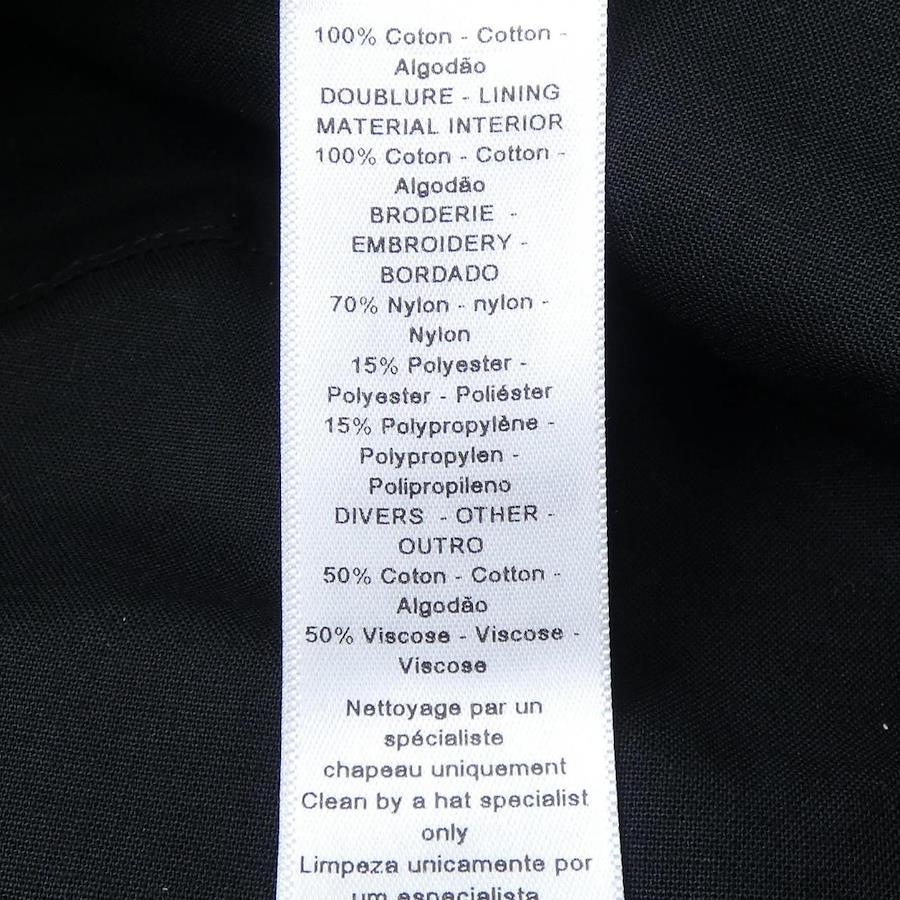 100% Coton - Cotton -
Algodão
DOUBLURE - LINING
MATERIAL INTERIOR
100% Coton - Cotton -
Algodão
BRODERIE -
EMBROIDERY -
BORDADO
70% Nylon - nylon -
Nylon
15% Polyester -
Polyester - Poliéster
15% Polypropylène -
Polypropylen -
Polipropileno
DIVERS - OTHER -
OUTRO
50% Coton - Cotton -
Algodão
50% Viscose - Viscose -
Viscose
Nettoyage par un
spécialiste
chapeau uniquement
Clean by a hat specialist
only
Limpeza unicamente por
um especialista